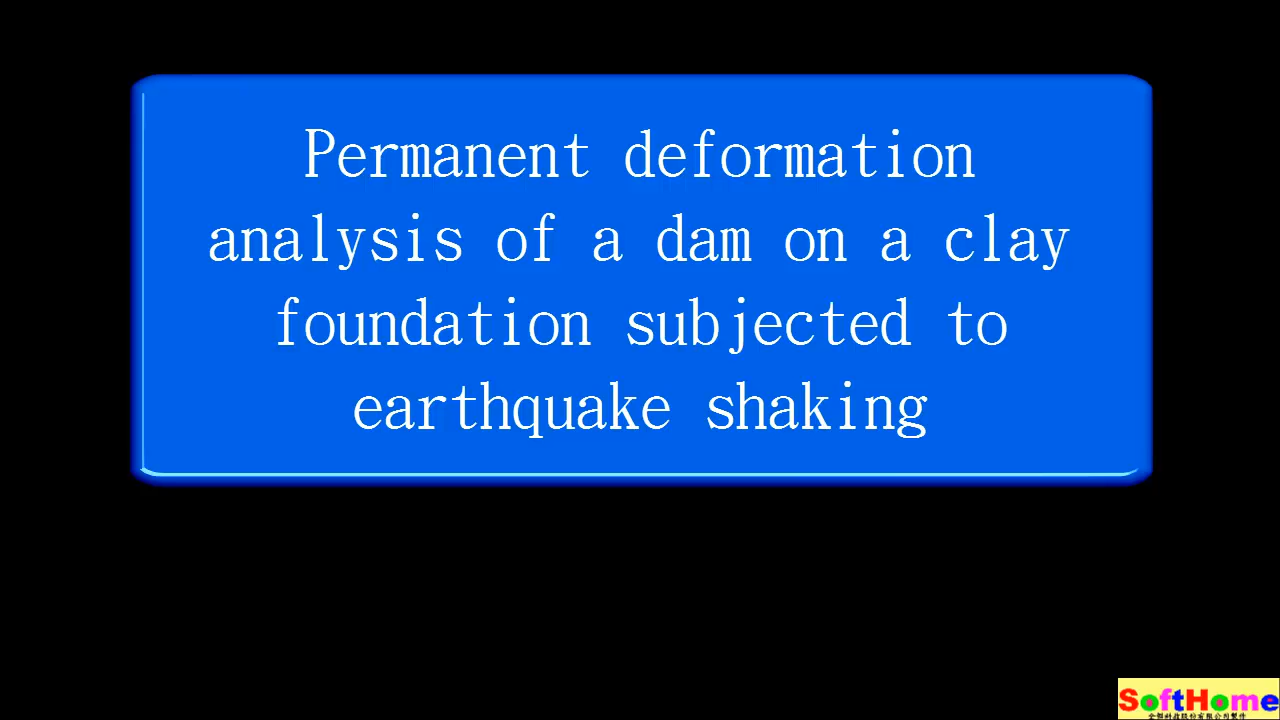 Permanent deformation
analysis of a dam on a clay
foundation subjected to
earthquake shaking
SoftHome